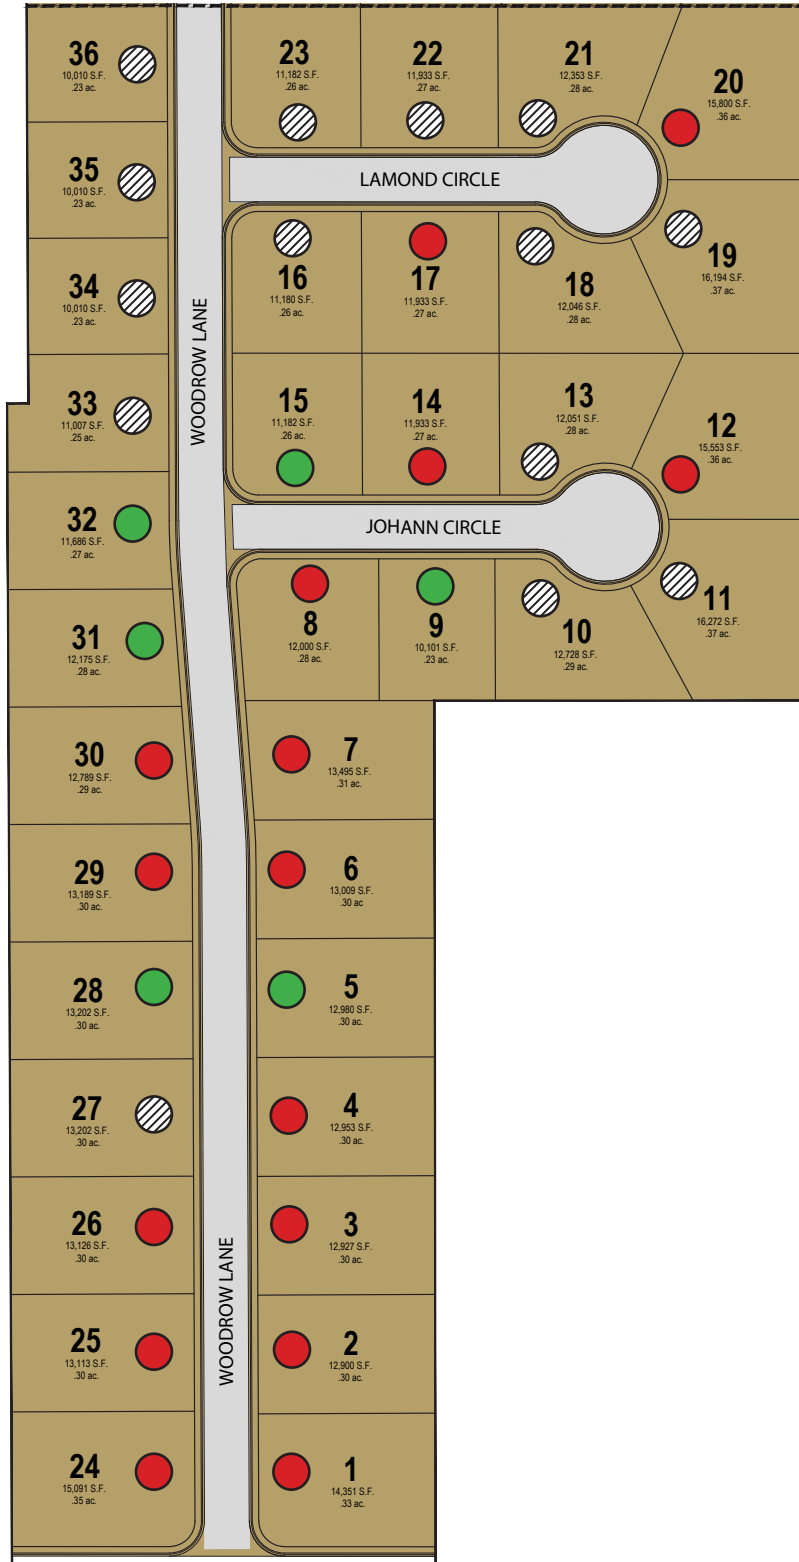 36
10,010 S.F.
.23 ac.
23
11,182 S.F.
.26 ac.
22
11,933 S.F.
.27 ac.
21
12,353 S.F.
.28 ac.
20
15,800 S.F.
.36 ac.
35
10,010 S.F.
.23 ac.
LAMOND CIRCLE
34
10,010 S.F.
.23 ac.
16
11,180 S.F.
.26 ac.
17
11,933 S.F.
.27 ac.
18
12,046 S.F.
.28 ac.
19
16,194 S.F.
.37 ac.
WOODROW LANE
33
11,007 S.F.
.25 ac.
15
11,182 S.F.
.26 ac.
14
11,933 S.F.
.27 ac.
13
12,051 S.F.
.28 ac.
12
15,553 S.F.
.36 ac.
32
11,686 S.F.
.27 ac.
JOHANN CIRCLE
31
12,175 S.F.
.28 ac.
8
12,000 S.F.
.28 ac.
9
10,101 S.F.
.23 ac.
10
12,728 S.F.
.29 ac.
11
16,272 S.F.
.37 ac.
30
12,789 S.F.
.29 ac.
7
13,495 S.F.
.31 ac.
29
13,189 S.F.
.30 ac.
6
13,009 S.F.
.30 ac
28
13,202 S.F.
.30 ac.
5
12,980 S.F.
.30 ac.
27
13,202 S.F.
.30 ac.
4
12,953 S.F.
.30 ac.
26
13,126 S.F.
.30 ac.
3
12,927 S.F.
.30 ac.
WOODROW LANE
25
13,113 S.F.
.30 ac.
2
12,900 S.F.
.30 ac.
24
15,091 S.F.
.35 ac.
1
14,351 S.F.
.33 ac.